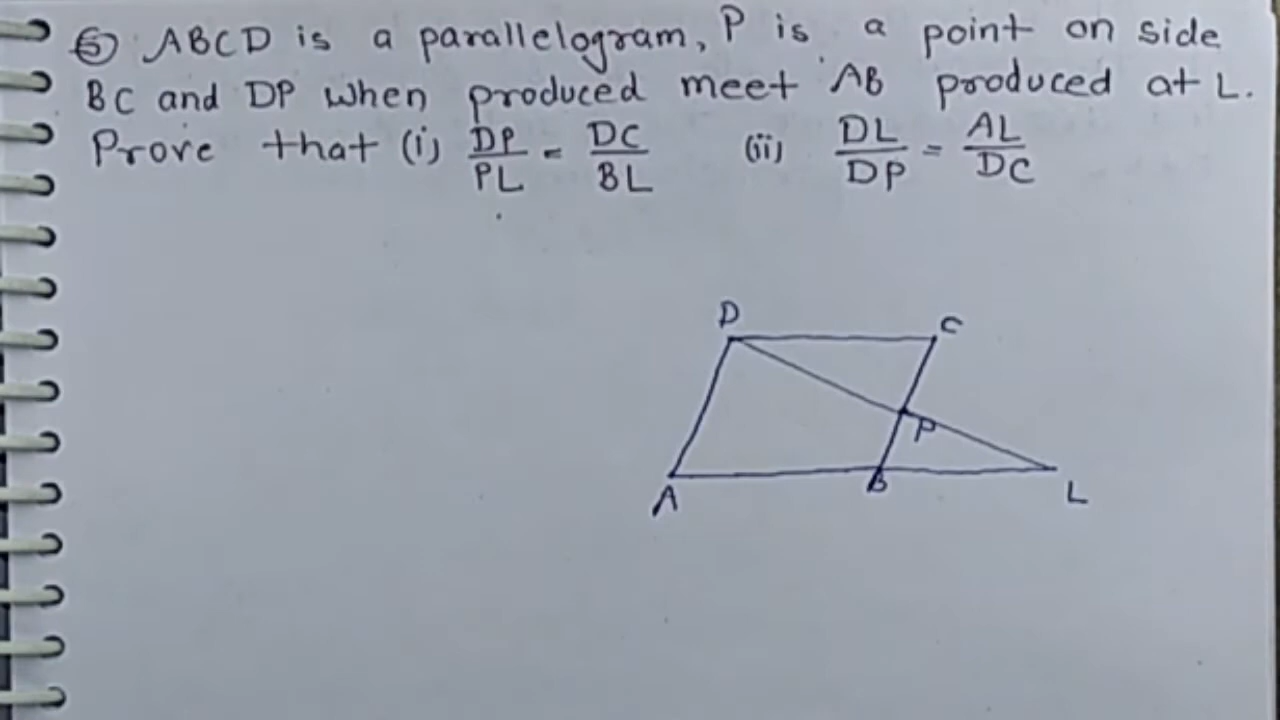 ⑤ ABCD is a parallelogram, P is a point on side
BC and DP when produced meet AB produced at L.
Prove that (i) DP/PL = DC/BL (ii) DL/DP = AL/DC
D C
P
A B L